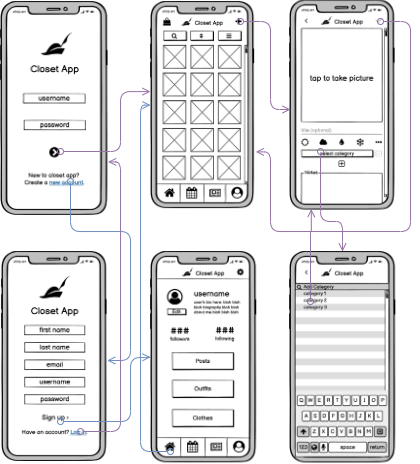 Closet App
username
password
New to closet app?
Create a new account.
Closet App
Closet App
tap to take picture
title (optional)
select category
Closet App
first name
last name
email
username
password
Sign up ›
Have an account? Log in
Closet App
username
Edit
###
followers
###
following
Posts
Outfits
Clothes
Closet App
Add Category
category 1
category 2
category 3
Q W E R T Y U I O P
A S D F G H J K L
Z X C V B N M
123
space
return